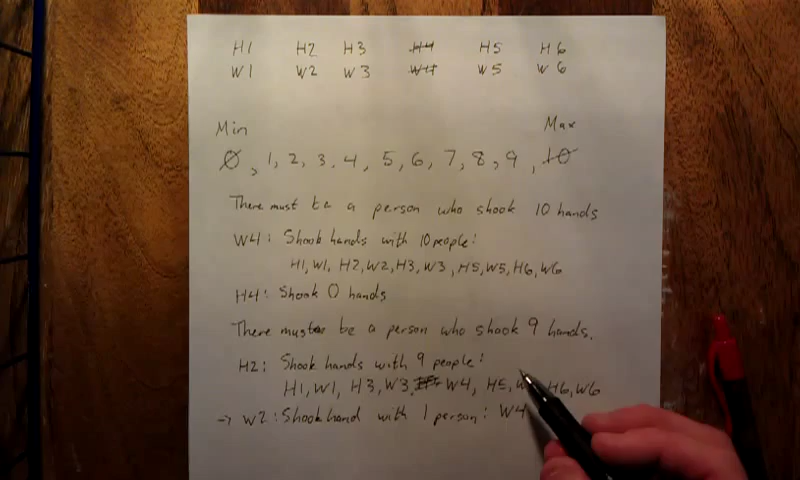 H1 H2 H3 H4 H5 H6
W1 W2 W3 W4 W5 W6
Min Max
0, 1, 2, 3, 4, 5, 6, 7, 8, 9, 10
There must be a person who shook 10 hands
W4: Shook hands with 10 people:
H1, W1, H2, W2, H3, W3, H5, W5, H6, W6
H4: Shook 0 hands
There must be a person who shook 9 hands.
H2: Shook hands with 9 people:
H1, W1, H3, W3, W4, H5, H6, W6
→ W2: Shook hand with 1 person: W4